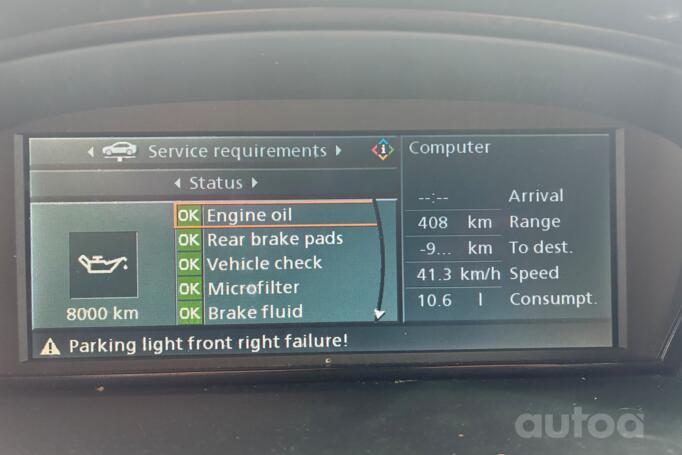 Service requirements
Computer
Status
OK Engine oil
OK Rear brake pads
OK Vehicle check
OK Microfilter
OK Brake fluid
8000 km
--:-- Arrival
408 km Range
-9... km To dest.
41.3 km/h Speed
10.6 l Consumpt.
Parking light front right failure!
autoa